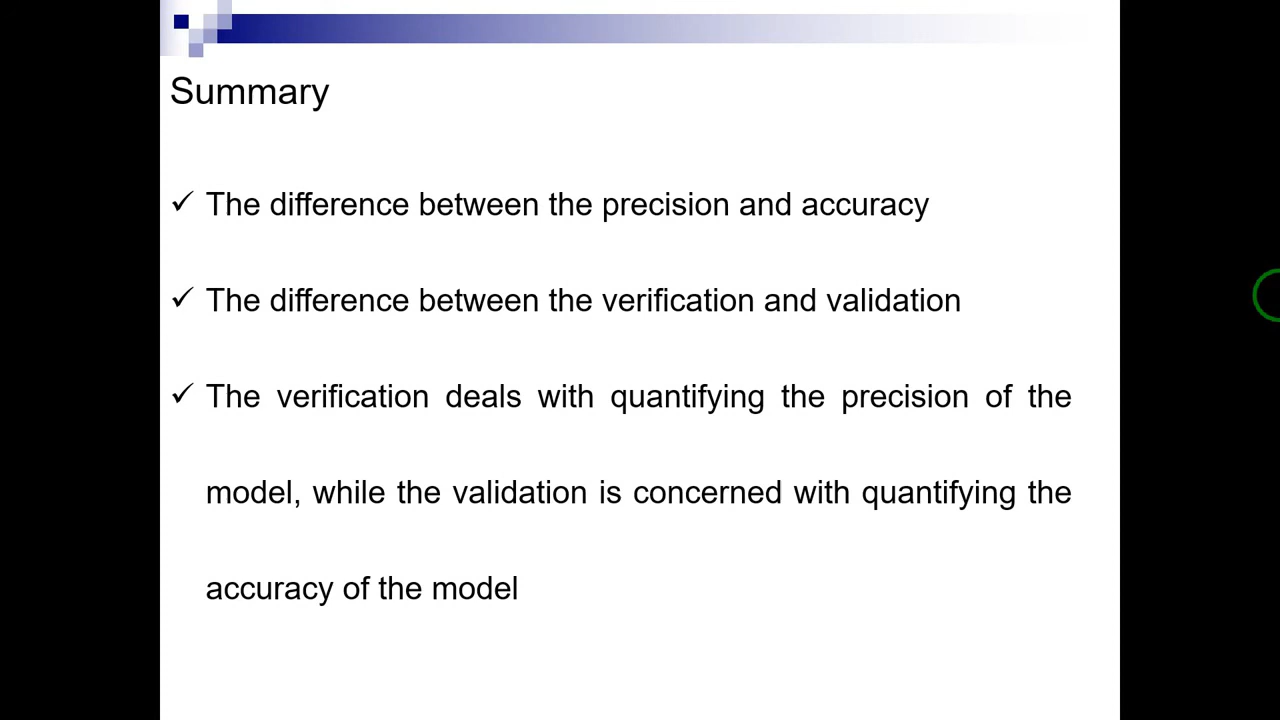 Summary
✓ The difference between the precision and accuracy
✓ The difference between the verification and validation
✓ The verification deals with quantifying the precision of the
model, while the validation is concerned with quantifying the
accuracy of the model